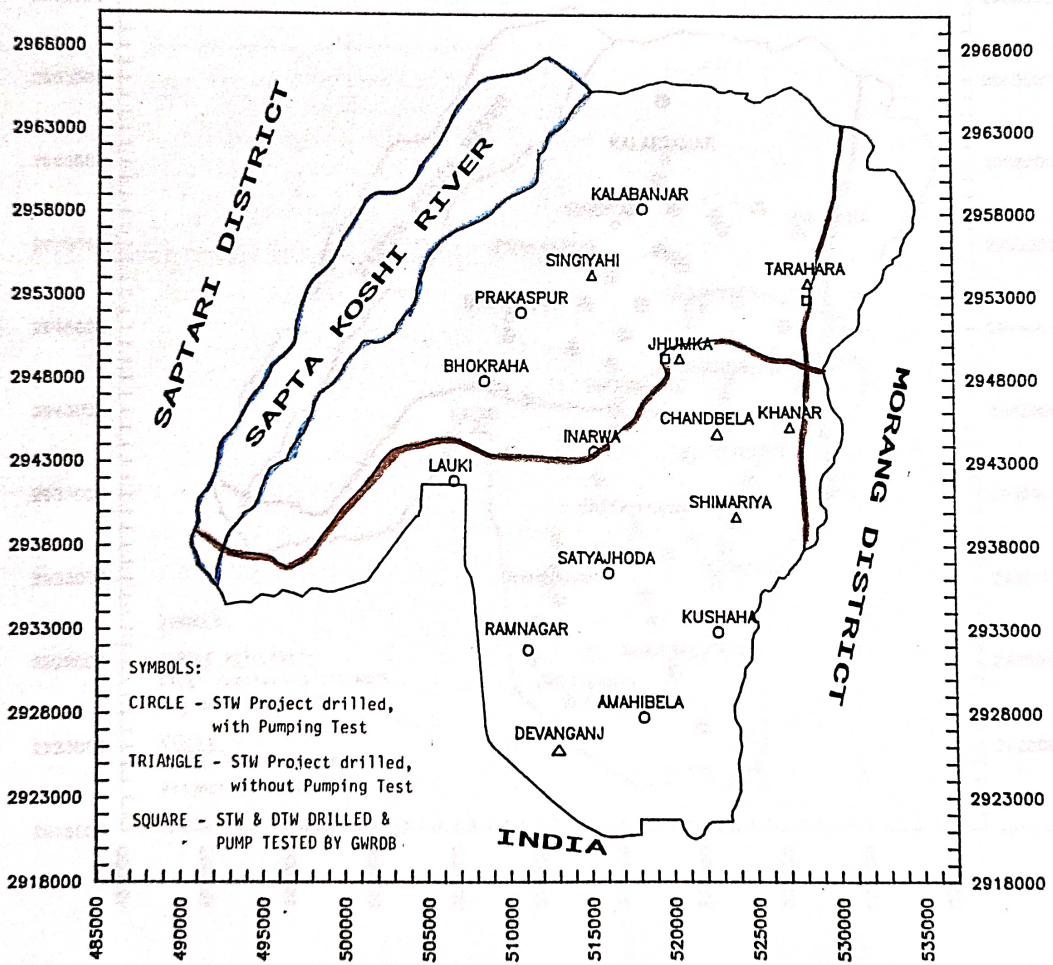 2968000
2963000
2958000
2953000
2948000
2943000
2938000
2933000
2928000
2923000
2918000
2968000
2963000
2958000
2953000
2948000
2943000
2938000
2933000
2928000
2923000
2918000
485000
490000
495000
500000
505000
510000
515000
520000
525000
530000
535000
SAPTARI DISTRICT
SAPTA KOSHI RIVER
KALABANJAR
SINGIYAHI
TARAHARA
PRAKASPUR
JHUMKA
BHOKRAHA
CHANDBELA
KHANAR
INARWA
LAUKI
MORANG DISTRICT
SHIMARIYA
SATYAJHODA
KUSHAHA
RAMNAGAR
AMAHIBELA
DEVANGANJ
INDIA
SYMBOLS:
CIRCLE - STW Project drilled,
with Pumping Test
TRIANGLE - STW Project drilled,
without Pumping Test
SQUARE - STW & DTW DRILLED &
PUMP TESTED BY GWRDB